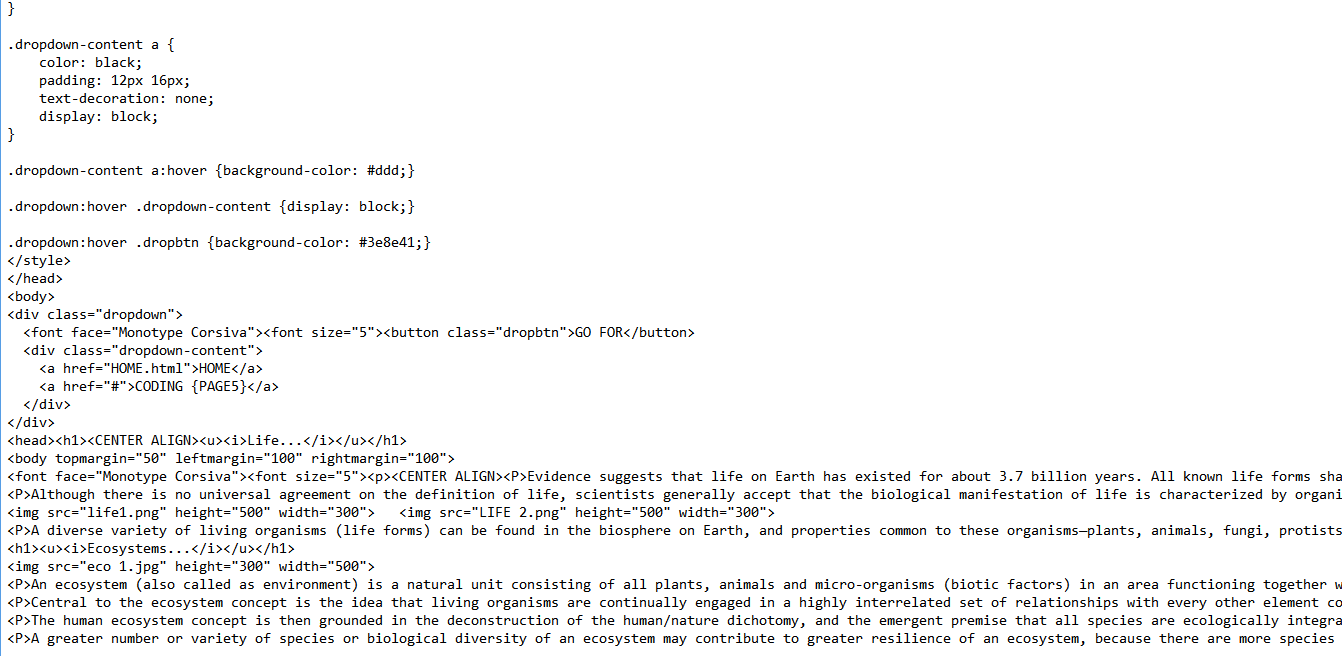 }
.dropdown-content a {
    color: black;
    padding: 12px 16px;
    text-decoration: none;
    display: block;
}
.dropdown-content a:hover {background-color: #ddd;}
.dropdown:hover .dropdown-content {display: block;}
.dropdown:hover .dropbtn {background-color: #3e8e41;}
</style>
</head>
<body>
<div class="dropdown">
  <font face="Monotype Corsiva"><font size="5"><button class="dropbtn">GO FOR</button>
  <div class="dropdown-content">
    <a href="HOME.html">HOME</a>
    <a href="#">CODING {PAGE5}</a>
  </div>
</div>
<head><h1><CENTER ALIGN><u><i>Life...</i></u></h1>
<body topmargin="50" leftmargin="100" rightmargin="100">
<font face="Monotype Corsiva"><font size="5"><p><CENTER ALIGN><P>Evidence suggests that life on Earth has existed for about 3.7 billion years. All known life forms sha
<P>Although there is no universal agreement on the definition of life, scientists generally accept that the biological manifestation of life is characterized by organi
<img src="life1.png" height="500" width="300">   <img src="LIFE 2.png" height="500" width="300">
<P>A diverse variety of living organisms (life forms) can be found in the biosphere on Earth, and properties common to these organisms—plants, animals, fungi, protists
<h1><u><i>Ecosystems...</i></u></h1>
<img src="eco 1.jpg" height="300" width="500">
<P>An ecosystem (also called as environment) is a natural unit consisting of all plants, animals and micro-organisms (biotic factors) in an area functioning together w
<P>Central to the ecosystem concept is the idea that living organisms are continually engaged in a highly interrelated set of relationships with every other element co
<P>The human ecosystem concept is then grounded in the deconstruction of the human/nature dichotomy, and the emergent premise that all species are ecologically integra
<P>A greater number or variety of species or biological diversity of an ecosystem may contribute to greater resilience of an ecosystem, because there are more species